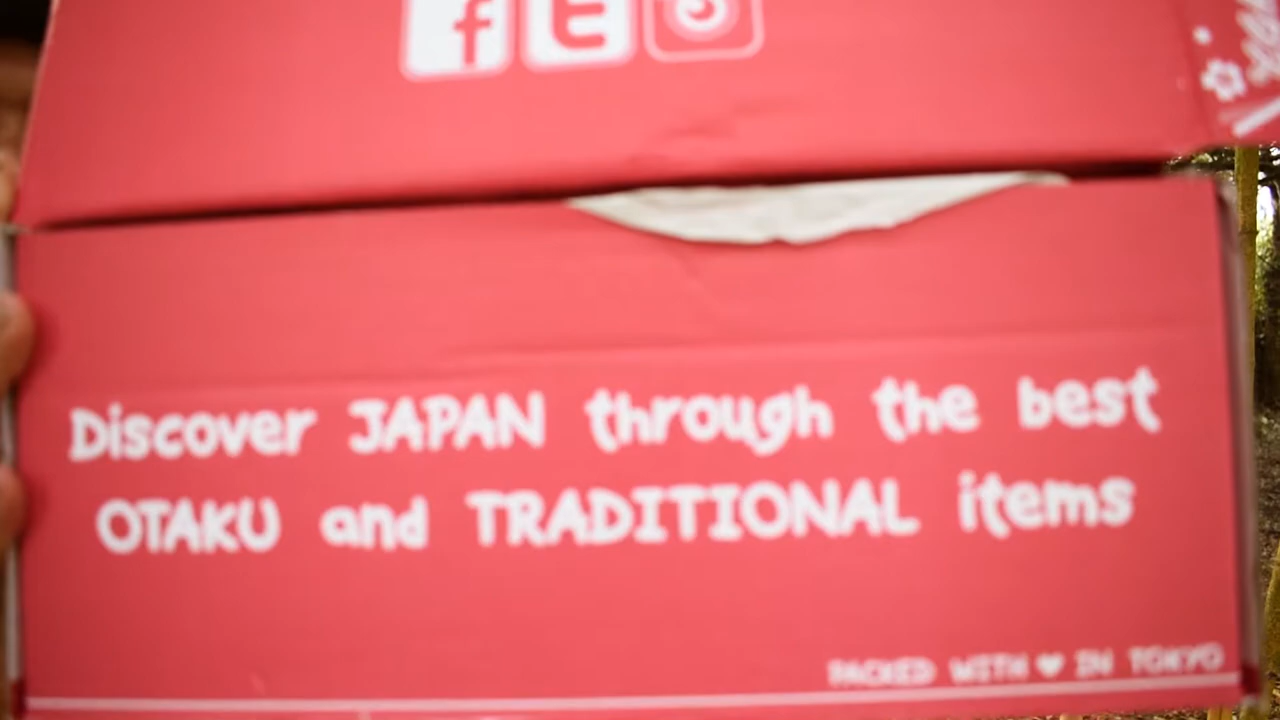 Discover JAPAN through the best
OTAKU and TRADITIONAL items
PACKED WITH ♥ IN TOKYO